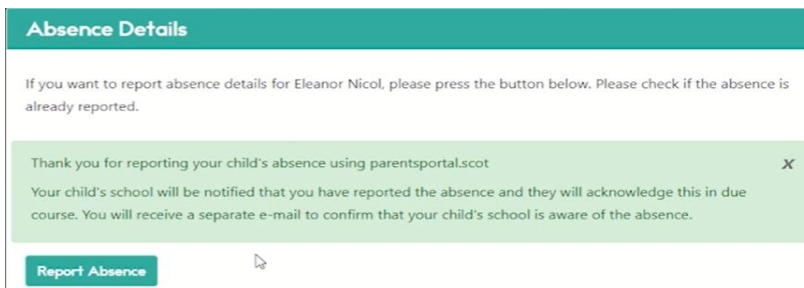 Absence Details
If you want to report absence details for Eleanor Nicol, please press the button below. Please check if the absence is
already reported.
Thank you for reporting your child's absence using parentsportal.scot
X
Your child's school will be notified that you have reported the absence and they will acknowledge this in due
course. You will receive a separate e-mail to confirm that your child's school is aware of the absence.
Report Absence